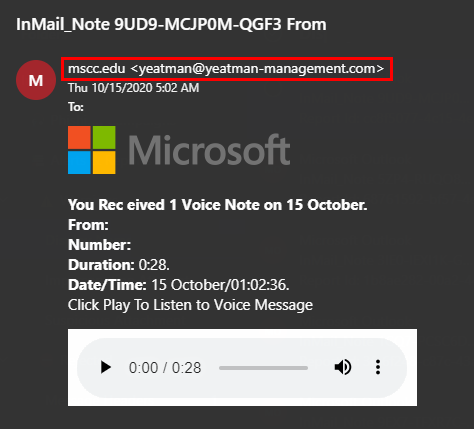 InMail_Note 9UD9-MCJP0M-QGF3 From
M
mscc.edu <yeatman@yeatman-management.com>
Thu 10/15/2020 5:02 AM
To:
Microsoft
You Rec eived 1 Voice Note on 15 October.
From:
Number:
Duration: 0:28.
Date/Time: 15 October/01:02:36.
Click Play To Listen to Voice Message
0:00 / 0:28